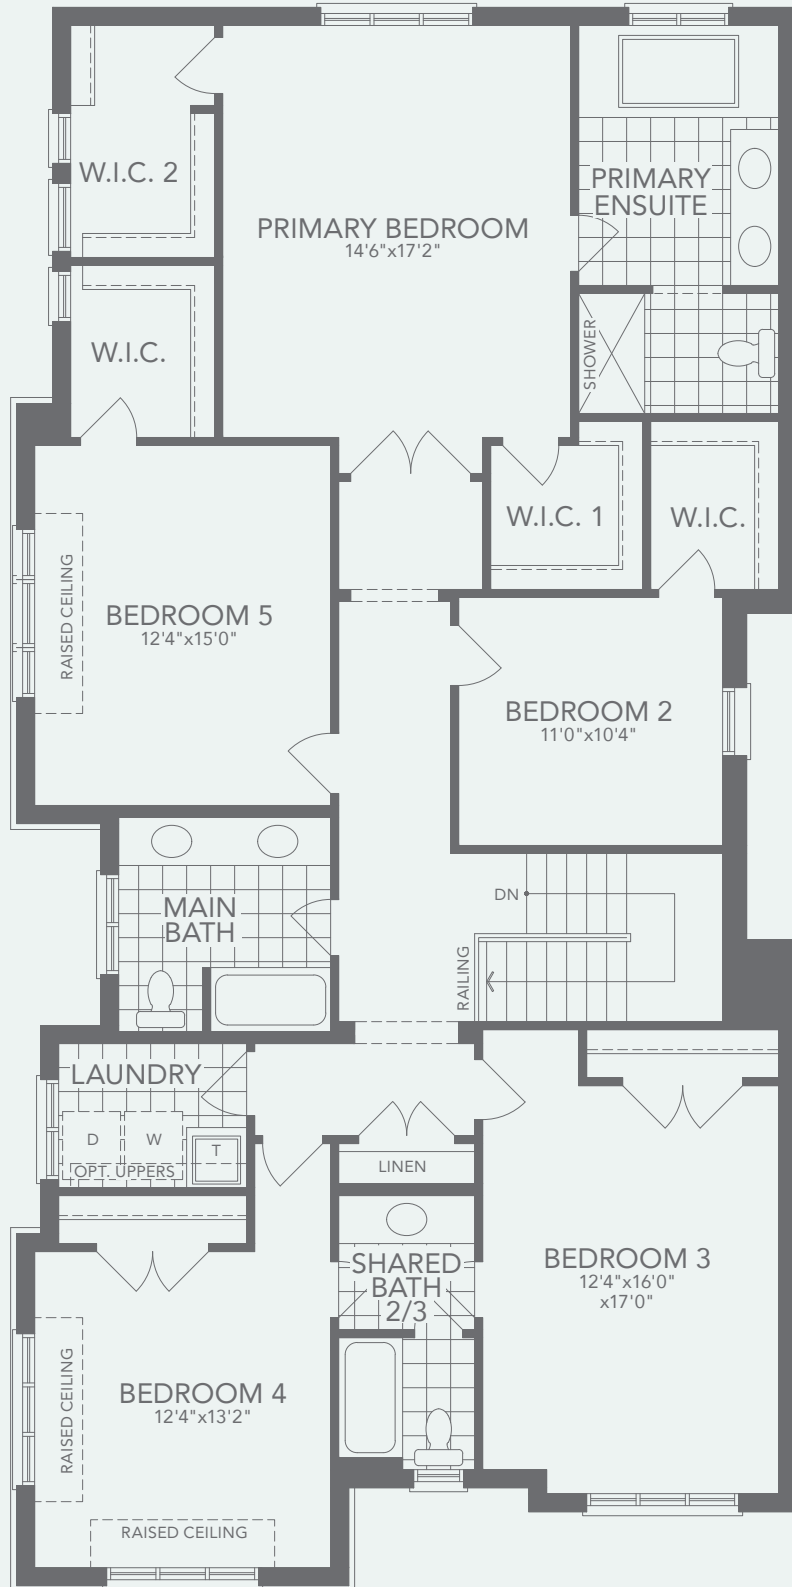 W.I.C. 2
PRIMARY BEDROOM
14'6"x17'2"
PRIMARY
ENSUITE
W.I.C.
SHOWER
W.I.C. 1
W.I.C.
RAISED CEILING
BEDROOM 5
12'4"x15'0"
BEDROOM 2
11'0"x10'4"
MAIN
BATH
DN
RAILING
LAUNDRY
D
W
T
OPT. UPPERS
LINEN
SHARED
BATH
2/3
BEDROOM 3
12'4"x16'0"
x17'0"
RAISED CEILING
BEDROOM 4
12'4"x13'2"
RAISED CEILING